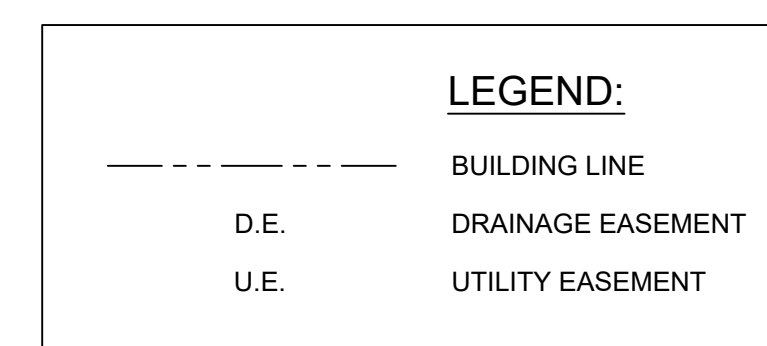 LEGEND:
BUILDING LINE
D.E. DRAINAGE EASEMENT
U.E. UTILITY EASEMENT